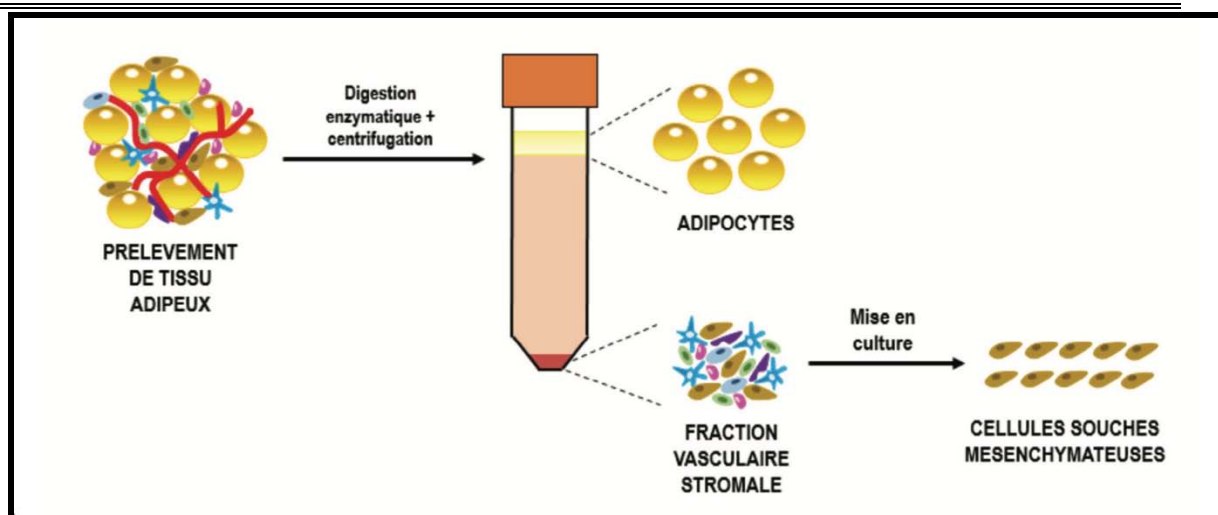 Digestion
enzymatique +
centrifugation
PRELEVEMENT
DE TISSU
ADIPEUX
ADIPOCYTES
Mise en
culture
FRACTION
VASCULAIRE
STROMALE
CELLULES SOUCHES
MESENCHYMATEUSES